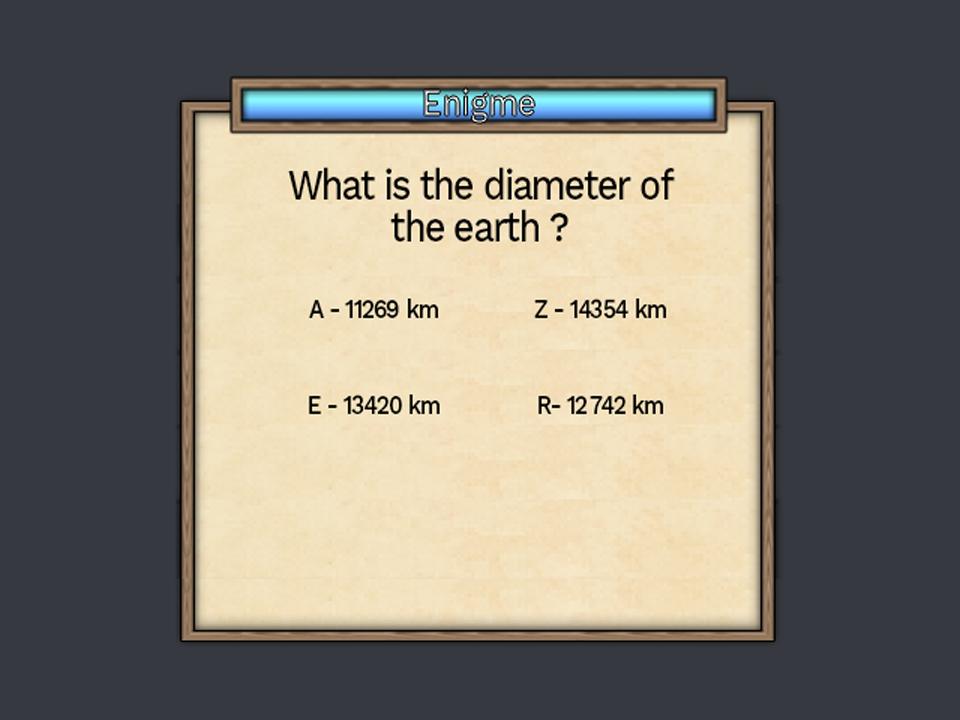 Enigme
What is the diameter of
the earth ?
A - 11269 km
Z - 14354 km
E - 13420 km
R- 12742 km